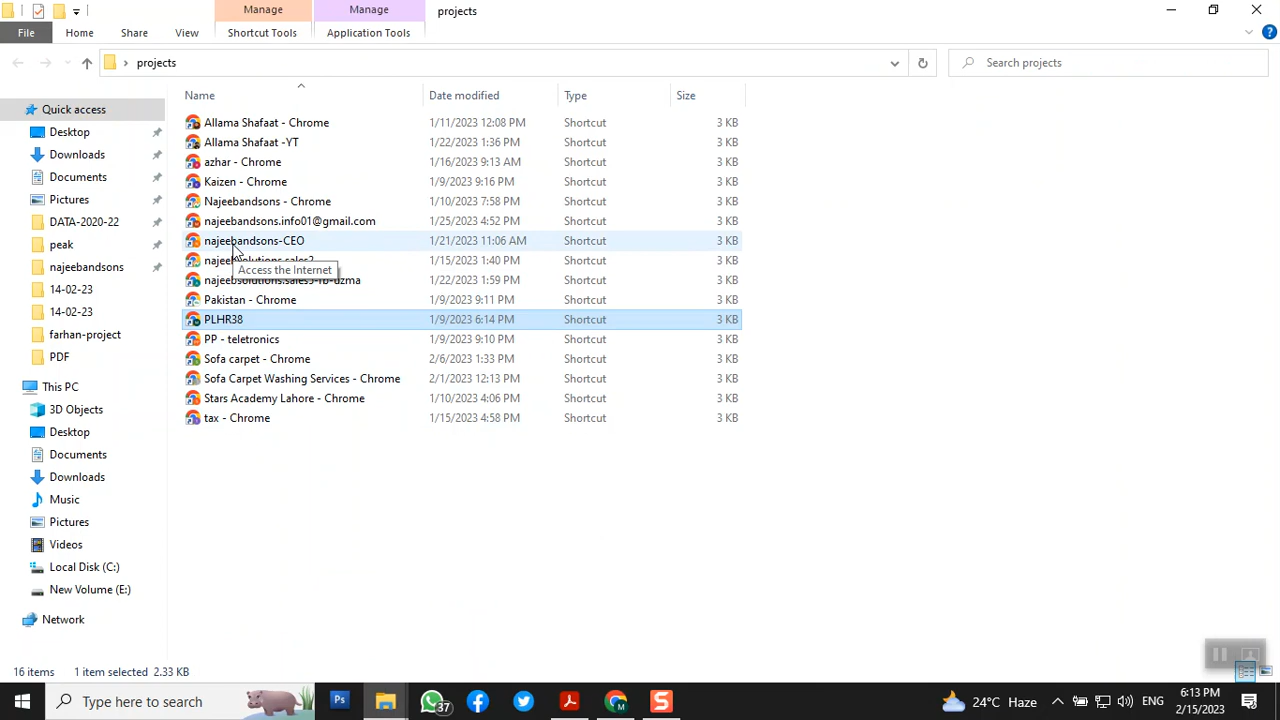 Manage Manage projects
File Home Share View Shortcut Tools Application Tools
projects Search projects
Name Date modified Type Size
Quick access
Desktop
Downloads
Documents
Pictures
DATA-2020-22
peak
najeebandsons
14-02-23
14-02-23
farhan-project
PDF
This PC
3D Objects
Desktop
Documents
Downloads
Music
Pictures
Videos
Local Disk (C:)
New Volume (E:)
Network
Allama Shafaat - Chrome 1/11/2023 12:08 PM Shortcut 3 KB
Allama Shafaat -YT 1/22/2023 1:36 PM Shortcut 3 KB
azhar - Chrome 1/16/2023 9:13 AM Shortcut 3 KB
Kaizen - Chrome 1/9/2023 9:16 PM Shortcut 3 KB
Najeebandsons - Chrome 1/10/2023 7:58 PM Shortcut 3 KB
najeebandsons.info01@gmail.com 1/25/2023 4:52 PM Shortcut 3 KB
najeebandsons-CEO 1/21/2023 11:06 AM Shortcut 3 KB
1/15/2023 1:40 PM Shortcut 3 KB
Access the Internet
1/22/2023 1:59 PM Shortcut 3 KB
Pakistan - Chrome 1/9/2023 9:11 PM Shortcut 3 KB
PLHR38 1/9/2023 6:14 PM Shortcut 3 KB
PP - teletronics 1/9/2023 9:10 PM Shortcut 3 KB
Sofa carpet - Chrome 2/6/2023 1:33 PM Shortcut 3 KB
Sofa Carpet Washing Services - Chrome 2/1/2023 12:13 PM Shortcut 3 KB
Stars Academy Lahore - Chrome 1/10/2023 4:06 PM Shortcut 3 KB
tax - Chrome 1/15/2023 4:58 PM Shortcut 3 KB
16 items 1 item selected 2.33 KB
Type here to search Ps 37 S 24°C Haze ENG 6:13 PM
2/15/2023